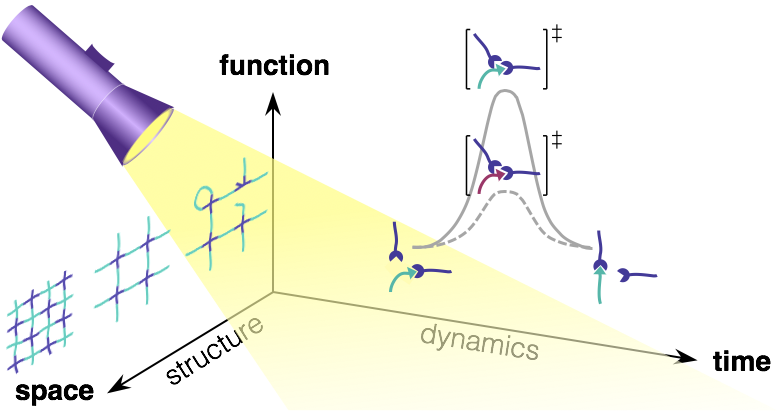 function
‡
‡
structure
dynamics
time
space